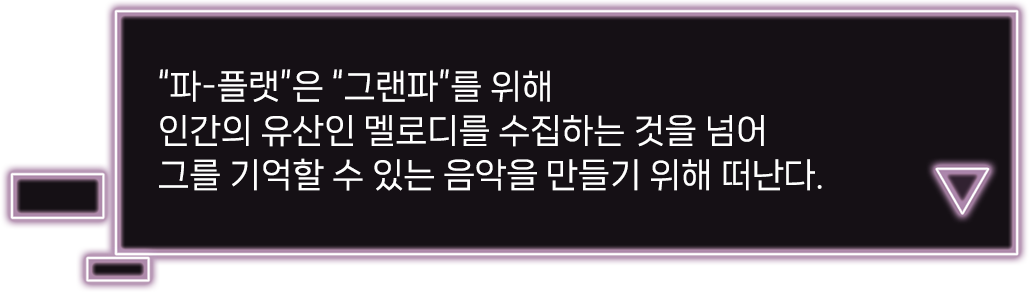 "파-플랫"은 "그랜파"를 위해
인간의 유산인 멜로디를 수집하는 것을 넘어
그를 기억할 수 있는 음악을 만들기 위해 떠난다.